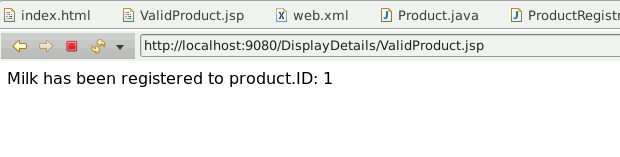 index.html ValidProduct.jsp web.xml Product.java ProductRegistr
http://localhost:9080/DisplayDetails/ValidProduct.jsp
Milk has been registered to product.ID: 1